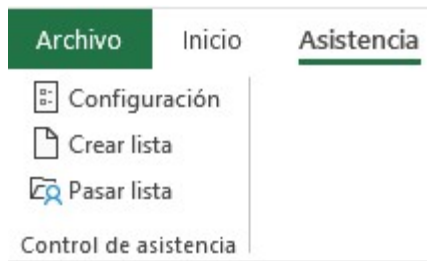 Archivo Inicio Asistencia
Configuración
Crear lista
Pasar lista
Control de asistencia